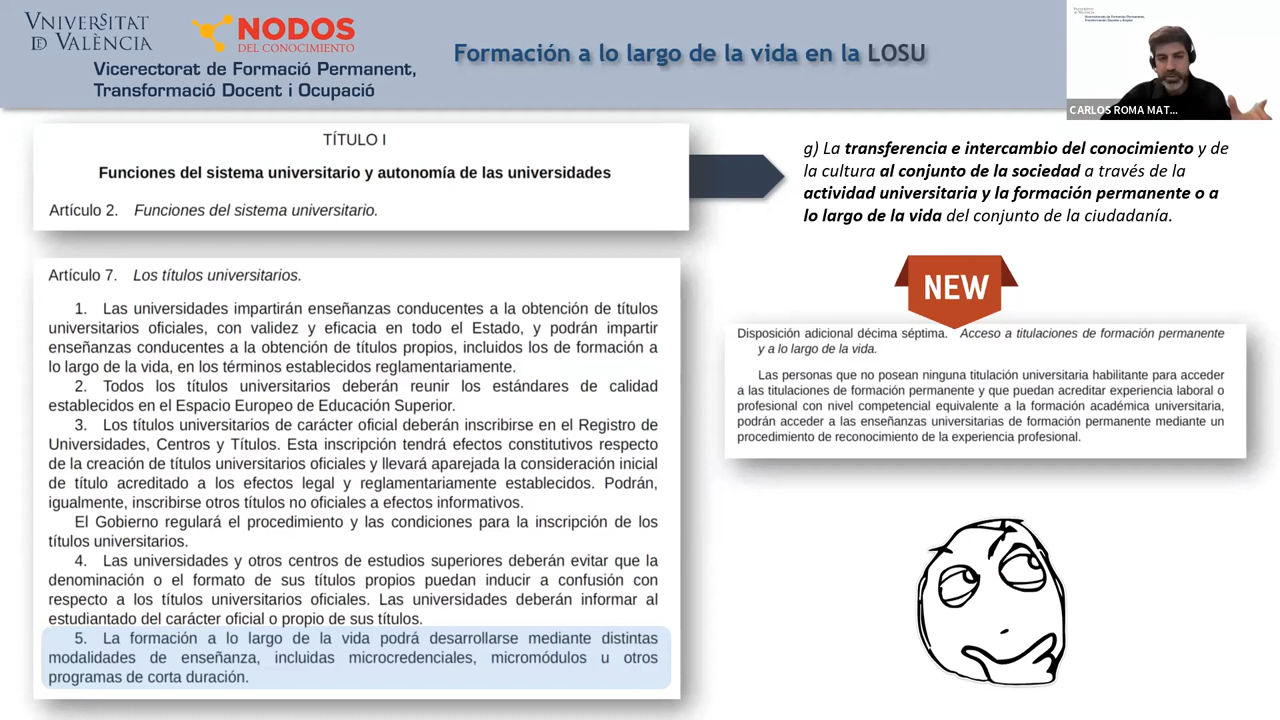 VNIVERSITAT
DE VALÈNCIA
NODOS
DEL CONOCIMIENTO
Vicerectorat de Formació Permanent,
Transformació Docent i Ocupació
Formación a lo largo de la vida en la LOSU
CARLOS ROMA MAT...
TÍTULO I
Funciones del sistema universitario y autonomía de las universidades
Artículo 2. Funciones del sistema universitario.
g) La transferencia e intercambio del conocimiento y de
la cultura al conjunto de la sociedad a través de la
actividad universitaria y la formación permanente o a
lo largo de la vida del conjunto de la ciudadanía.
Artículo 7. Los títulos universitarios.
1. Las universidades impartirán enseñanzas conducentes a la obtención de títulos
universitarios oficiales, con validez y eficacia en todo el Estado, y podrán impartir
enseñanzas conducentes a la obtención de títulos propios, incluidos los de formación a
lo largo de la vida, en los términos establecidos reglamentariamente.
2. Todos los títulos universitarios deberán reunir los estándares de calidad
establecidos en el Espacio Europeo de Educación Superior.
3. Los títulos universitarios de carácter oficial deberán inscribirse en el Registro de
Universidades, Centros y Títulos. Esta inscripción tendrá efectos constitutivos respecto
de la creación de títulos universitarios oficiales y llevará aparejada la consideración inicial
de título acreditado a los efectos legal y reglamentariamente establecidos. Podrán,
igualmente, inscribirse otros títulos no oficiales a efectos informativos.
El Gobierno regulará el procedimiento y las condiciones para la inscripción de los
títulos universitarios.
4. Las universidades y otros centros de estudios superiores deberán evitar que la
denominación o el formato de sus títulos propios puedan inducir a confusión con
respecto a los títulos universitarios oficiales. Las universidades deberán informar al
estudiantado del carácter oficial o propio de sus títulos.
5. La formación a lo largo de la vida podrá desarrollarse mediante distintas
modalidades de enseñanza, incluidas microcredenciales, micromódulos u otros
programas de corta duración.
NEW
Disposición adicional décima séptima. Acceso a titulaciones de formación permanente
y a lo largo de la vida.
Las personas que no posean ninguna titulación universitaria habilitante para acceder
a las titulaciones de formación permanente y que puedan acreditar experiencia laboral o
profesional con nivel competencial equivalente a la formación académica universitaria,
podrán acceder a las enseñanzas universitarias de formación permanente mediante un
procedimiento de reconocimiento de la experiencia profesional.